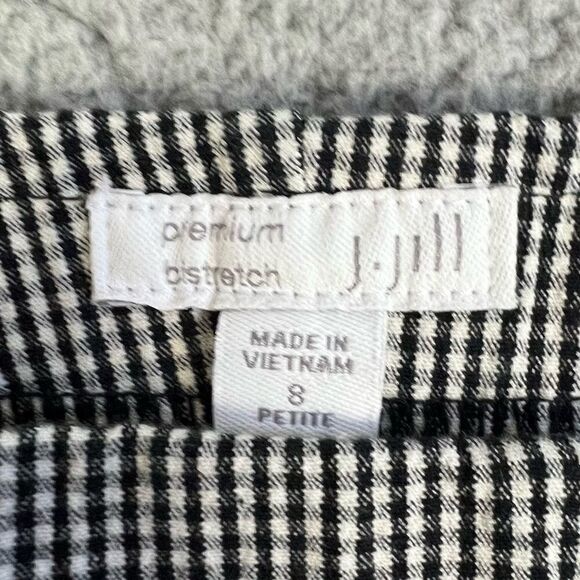 premium
bistretch
J.Jill
MADE IN
VIETNAM
8
PETITE